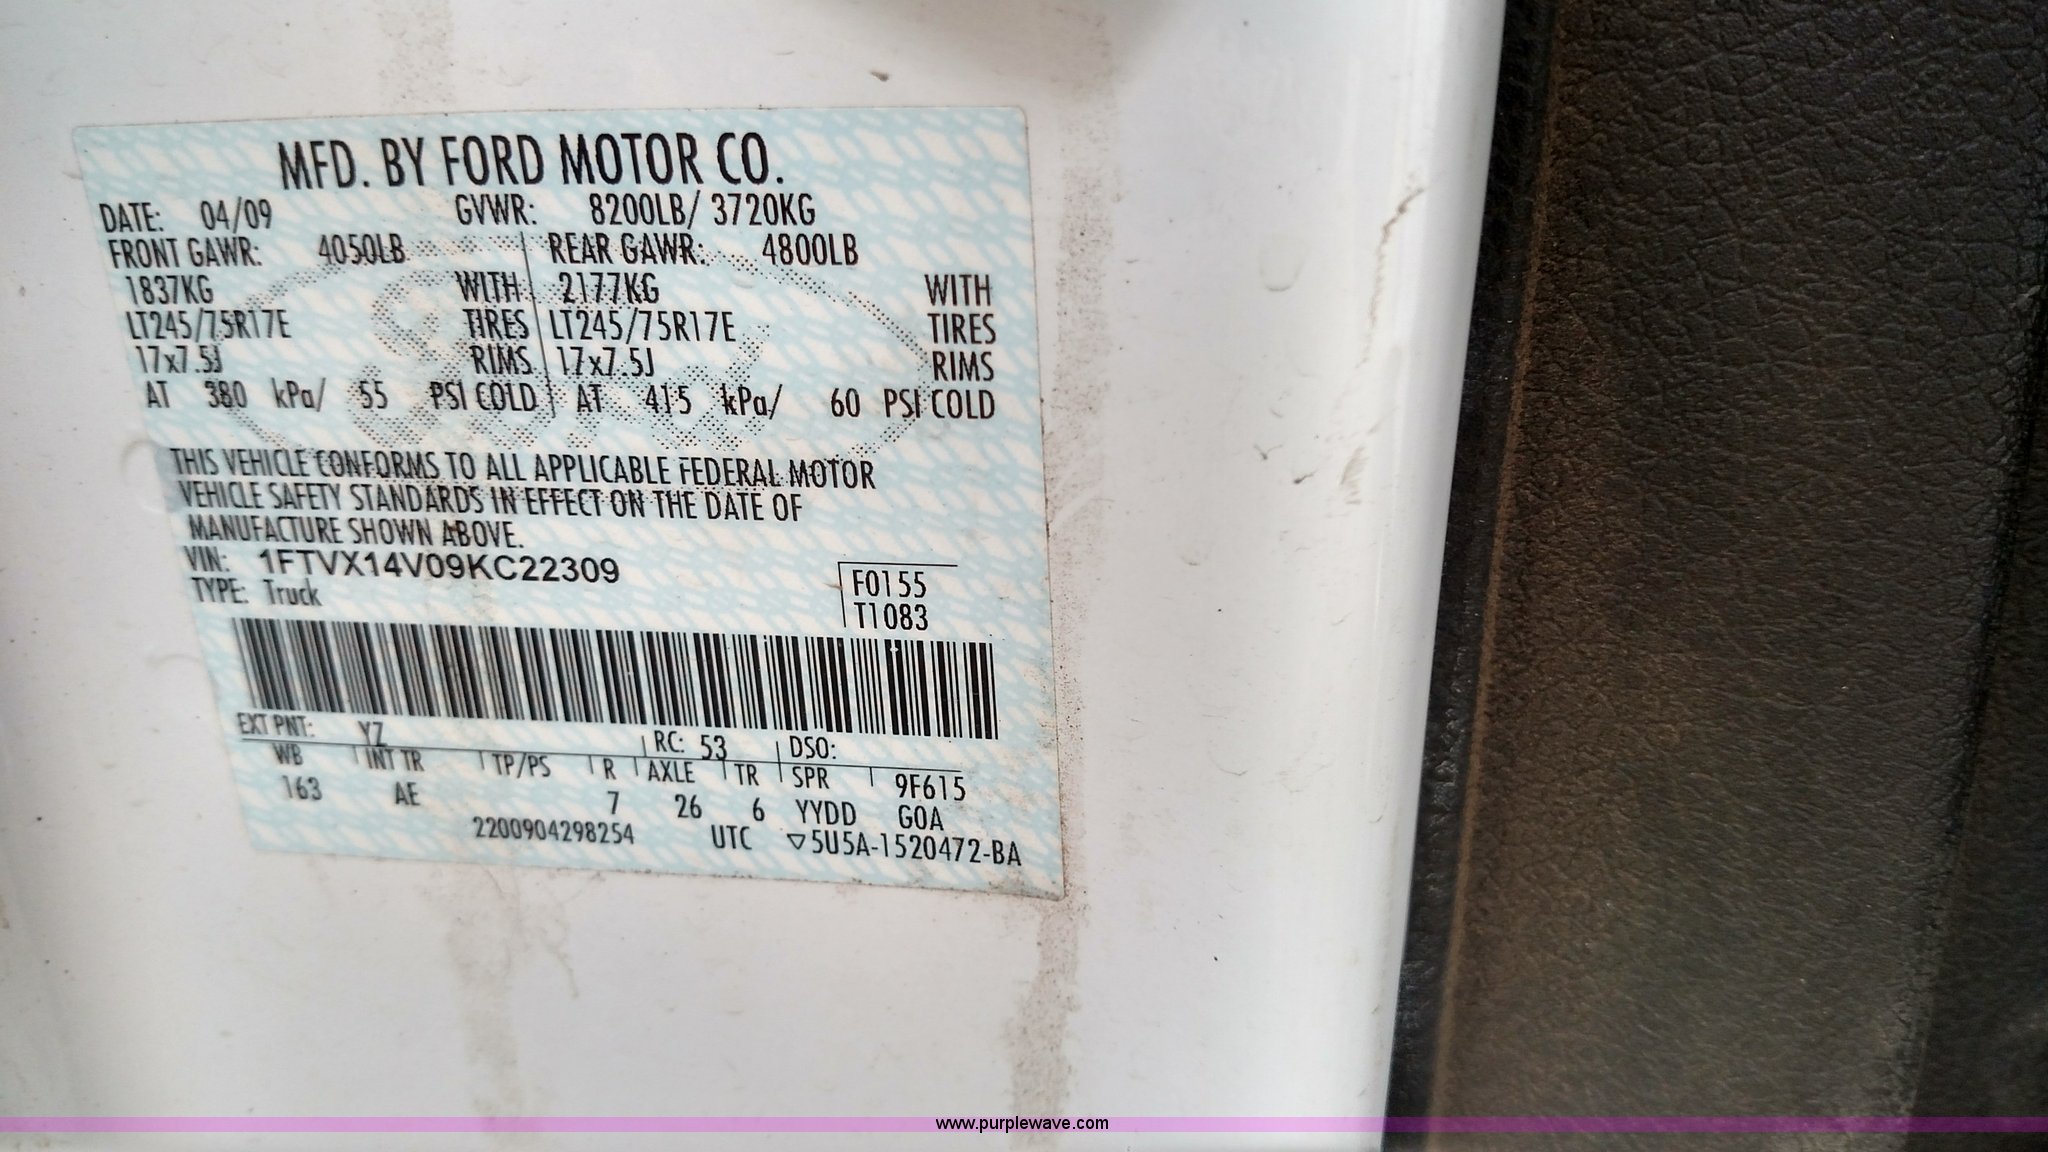 MFD. BY FORD MOTOR CO.
DATE: 04/09 GVWR: 8200LB/ 3720KG
FRONT GAWR: 4050LB REAR GAWR: 4800LB
1837KG WITH 2177KG WITH
LT245/75R17E TIRES LT245/75R17E TIRES
17x7.5J RIMS 17x7.5J RIMS
AT 380 kPa/ 55 PSI COLD AT 415 kPa/ 60 PSI COLD
THIS VEHICLE CONFORMS TO ALL APPLICABLE FEDERAL MOTOR
VEHICLE SAFETY STANDARDS IN EFFECT ON THE DATE OF
MANUFACTURE SHOWN ABOVE.
VIN: 1FTVX14V09KC22309
TYPE: Truck
F0155
T1083
EXT PNT: YZ RC: 53 DSO:
WB INT TR TP/PS R AXLE TR SPR 9F615
163 AE 7 26 6 YYDD GOA
2200904298254 UTC ▽5U5A-1520472-BA
www.purplewave.com